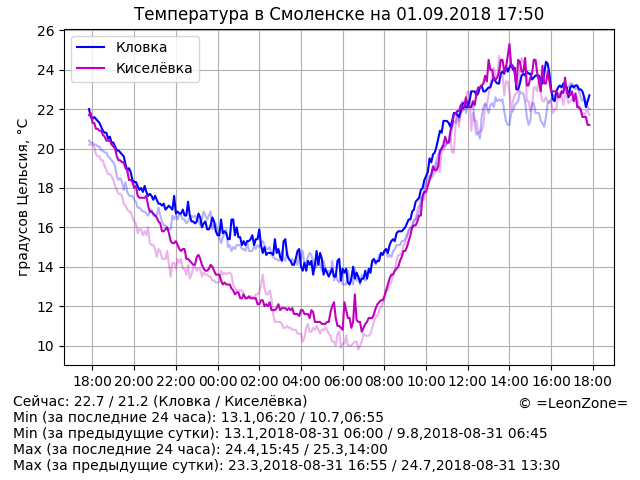 Температура в Смоленске на 01.09.2018 17:50
26
24
22
20
18
16
14
12
10
градусов Цельсия, °C
Кловка
Киселёвка
18:00 20:00 22:00 00:00 02:00 04:00 06:00 08:00 10:00 12:00 14:00 16:00 18:00
Сейчас: 22.7 / 21.2 (Кловка / Киселёвка)
© =LeonZone=
Min (за последние 24 часа): 13.1,06:20 / 10.7,06:55
Min (за предыдущие сутки): 13.1,2018-08-31 06:00 / 9.8,2018-08-31 06:45
Max (за последние 24 часа): 24.4,15:45 / 25.3,14:00
Max (за предыдущие сутки): 23.3,2018-08-31 16:55 / 24.7,2018-08-31 13:30